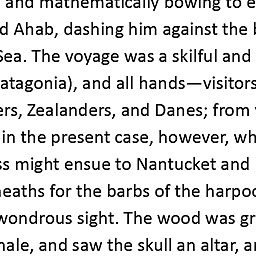 and mathematically bowing to e
d Ahab, dashing him against the b
Sea. The voyage was a skilful and
atagonia), and all hands—visitors
ers, Zealanders, and Danes; from
in the present case, however, wh
ss might ensue to Nantucket and
heaths for the barbs of the harpoo
wondrous sight. The wood was gr
hale, and saw the skull an altar, a